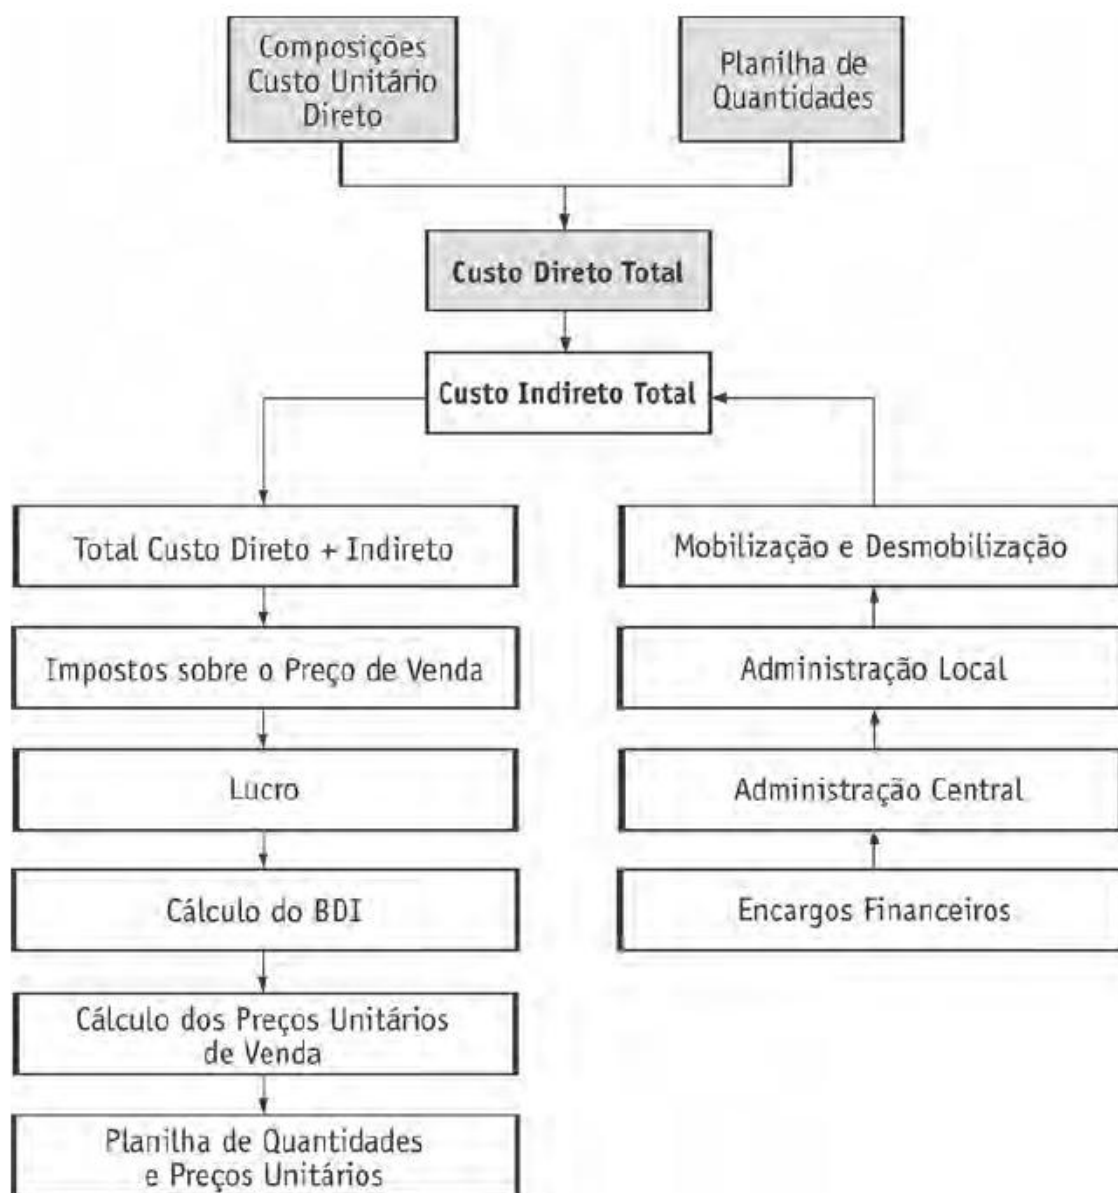 Composições
Custo Unitário
Direto
Planilha de
Quantidades
Custo Direto Total
Custo Indireto Total
Total Custo Direto + Indireto
Impostos sobre o Preço de Venda
Lucro
Cálculo do BDI
Cálculo dos Preços Unitários
de Venda
Planilha de Quantidades
e Preços Unitários
Mobilização e Desmobilização
Administração Local
Administração Central
Encargos Financeiros